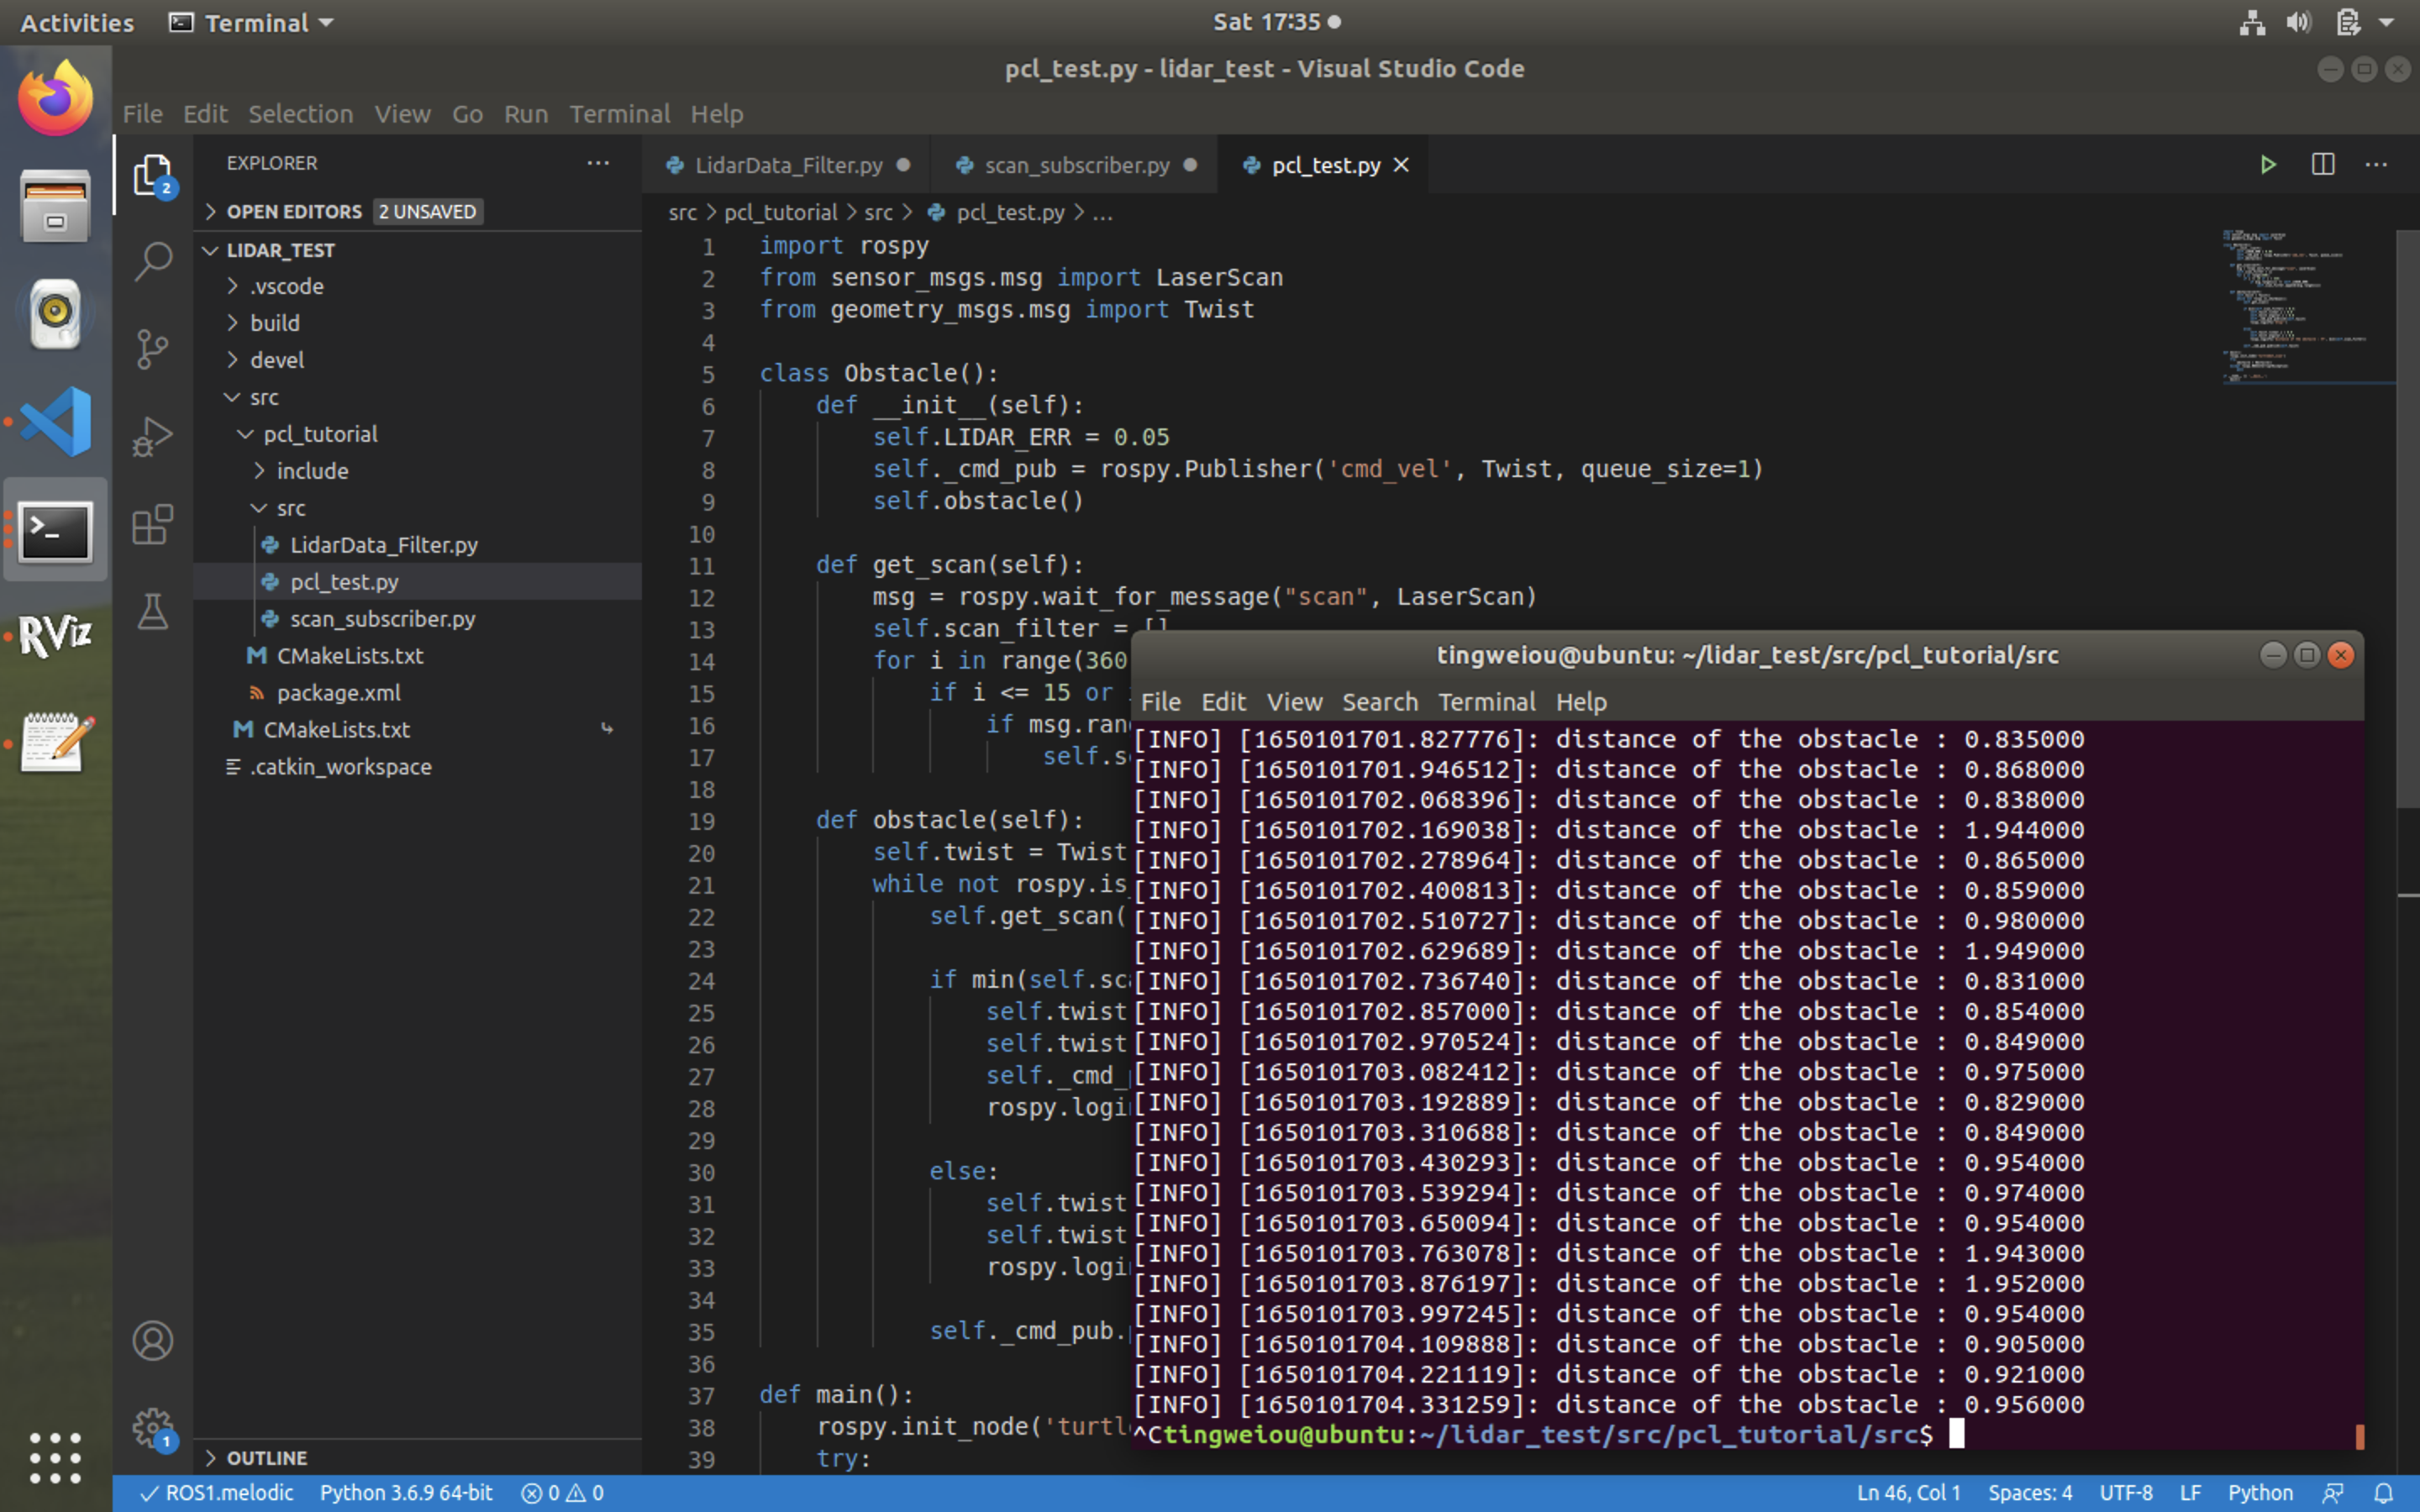 Activities Terminal Sat 17:35
pcl_test.py - lidar_test - Visual Studio Code
File Edit Selection View Go Run Terminal Help
EXPLORER
2
OPEN EDITORS 2 UNSAVED
LIDAR_TEST
.vscode
build
devel
src
pcl_tutorial
include
src
LidarData_Filter.py
pcl_test.py
scan_subscriber.py
CMakeLists.txt
package.xml
CMakeLists.txt
.catkin_workspace
OUTLINE
RViz
1
LidarData_Filter.py scan_subscriber.py pcl_test.py
src > pcl_tutorial > src > pcl_test.py > ...
1 import rospy
2 from sensor_msgs.msg import LaserScan
3 from geometry_msgs.msg import Twist
4
5 class Obstacle():
6 def __init__(self):
7 self.LIDAR_ERR = 0.05
8 self._cmd_pub = rospy.Publisher('cmd_vel', Twist, queue_size=1)
9 self.obstacle()
10
11 def get_scan(self):
12 msg = rospy.wait_for_message("scan", LaserScan)
13 self.scan_filter = []
14 for i in range(360
15 if i <= 15 or
16 if msg.ran
17 self.s
18
19 def obstacle(self):
20 self.twist = Twist
21 while not rospy.is_
22 self.get_scan(
23
24 if min(self.sc
25 self.twist
26 self.twist
27 self._cmd_
28 rospy.logi
29
30 else:
31 self.twist
32 self.twist
33 rospy.logi
34
35 self._cmd_pub.
36
37 def main():
38 rospy.init_node('turtl
39 try:
tingweiou@ubuntu: ~/lidar_test/src/pcl_tutorial/src
File Edit View Search Terminal Help
[INFO] [1650101701.827776]: distance of the obstacle : 0.835000
[INFO] [1650101701.946512]: distance of the obstacle : 0.868000
[INFO] [1650101702.068396]: distance of the obstacle : 0.838000
[INFO] [1650101702.169038]: distance of the obstacle : 1.944000
[INFO] [1650101702.278964]: distance of the obstacle : 0.865000
[INFO] [1650101702.400813]: distance of the obstacle : 0.859000
[INFO] [1650101702.510727]: distance of the obstacle : 0.980000
[INFO] [1650101702.629689]: distance of the obstacle : 1.949000
[INFO] [1650101702.736740]: distance of the obstacle : 0.831000
[INFO] [1650101702.857000]: distance of the obstacle : 0.854000
[INFO] [1650101702.970524]: distance of the obstacle : 0.849000
[INFO] [1650101703.082412]: distance of the obstacle : 0.975000
[INFO] [1650101703.192889]: distance of the obstacle : 0.829000
[INFO] [1650101703.310688]: distance of the obstacle : 0.849000
[INFO] [1650101703.430293]: distance of the obstacle : 0.954000
[INFO] [1650101703.539294]: distance of the obstacle : 0.974000
[INFO] [1650101703.650094]: distance of the obstacle : 0.954000
[INFO] [1650101703.763078]: distance of the obstacle : 1.943000
[INFO] [1650101703.876197]: distance of the obstacle : 1.952000
[INFO] [1650101703.997245]: distance of the obstacle : 0.954000
[INFO] [1650101704.109888]: distance of the obstacle : 0.905000
[INFO] [1650101704.221119]: distance of the obstacle : 0.921000
[INFO] [1650101704.331259]: distance of the obstacle : 0.956000
^Ctingweiou@ubuntu:~/lidar_test/src/pcl_tutorial/src$
ROS1.melodic Python 3.6.9 64-bit 0 0 Ln 46, Col 1 Spaces: 4 UTF-8 LF Python